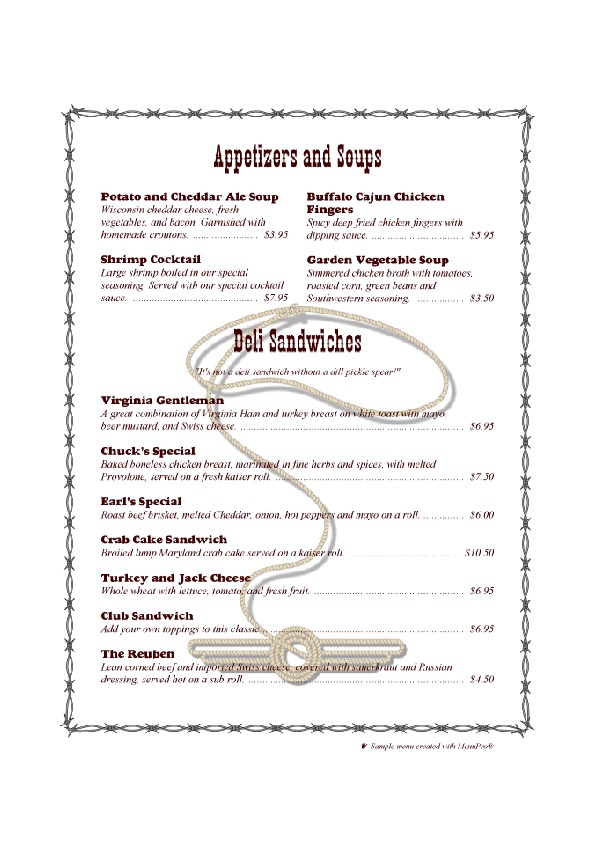 Appetizers and Soups
Potato and Cheddar Ale Soup
Wisconsin cheddar cheese, fresh
vegetables, and bacon. Garnished with
homemade croutons. ...................... $3.95
Buffalo Cajun Chicken
Fingers
Spicy deep fried chicken fingers with
dipping sauce. ................................ $5.95
Shrimp Cocktail
Large shrimp boiled in our special
seasoning. Served with our special cocktail
sauce. ........................................... $7.95
Garden Vegetable Soup
Simmered chicken broth with tomatoes,
roasted corn, green beans and
Southwestern seasoning. ................ $3.50
Deli Sandwiches
"It's not a deli sandwich without a dill pickle spear!"
Virginia Gentleman
A great combination of Virginia Ham and turkey breast on white toast with mayo,
beer mustard, and Swiss cheese. ............................................................................. $6.95
Chuck's Special
Baked boneless chicken breast, marinated in fine herbs and spices, with melted
Provolone, served on a fresh kaiser roll. ................................................................. $7.50
Earl's Special
Roast beef brisket, melted Cheddar, onion, hot peppers and mayo on a roll. .............. $6.00
Crab Cake Sandwich
Broiled lump Maryland crab cake served on a kaiser roll. ....................................... $10.50
Turkey and Jack Cheese
Whole wheat with lettuce, tomato, and fresh fruit. .................................................... $6.95
Club Sandwich
Add your own toppings to this classic. ..................................................................... $6.95
The Reuben
Lean corned beef and imported Swiss cheese, covered with sauerkraut and Russian
dressing, served hot on a sub roll. .......................................................................... $4.50
Sample menu created with MenuPro®